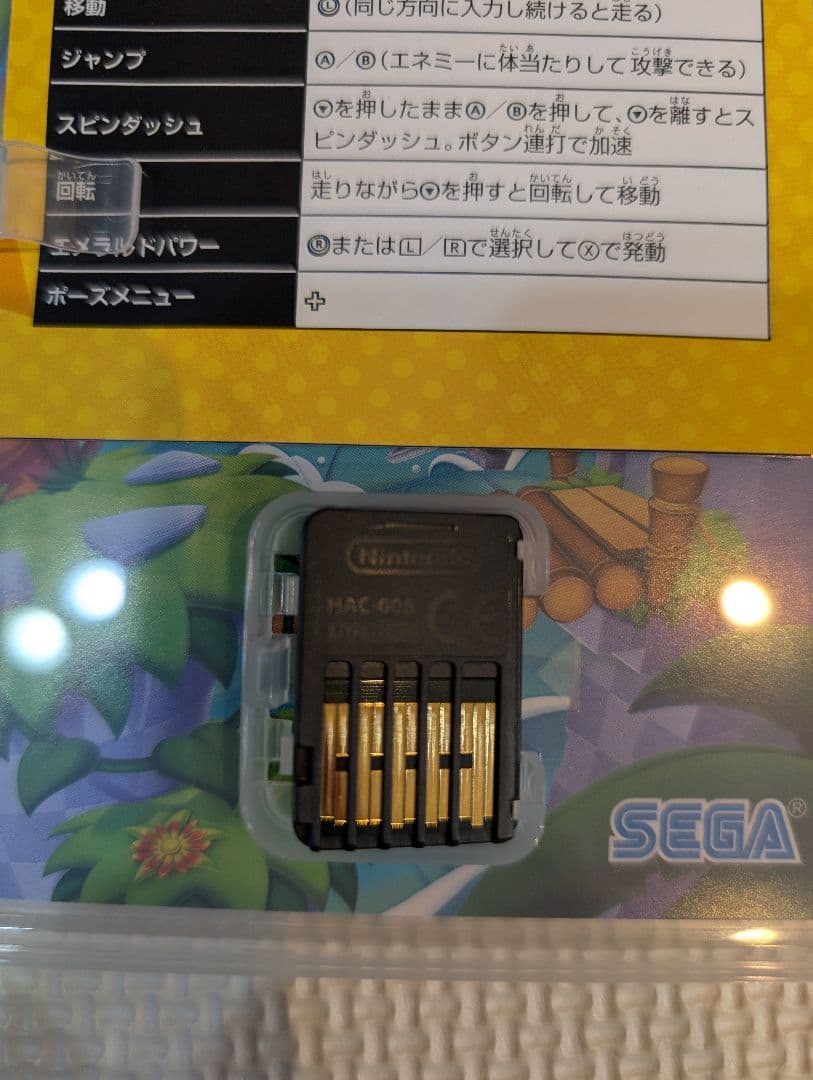 移動 Ⓛ(同じ方向に入力し続けると走る)
ジャンプ Ⓐ/Ⓑ(エネミーに体当たりして攻撃できる)
スピンダッシュ ▼を押したままⒶ/Ⓑを押して、▼を離すとス
ピンダッシュ。ボタン連打で加速
回転 走りながら▼を押すと回転して移動
エメラルドパワー ⓇまたはL/Rで選択してⓍで発動
ポーズメニュー +
Nintendo
HAC-008
CE
SEGA®